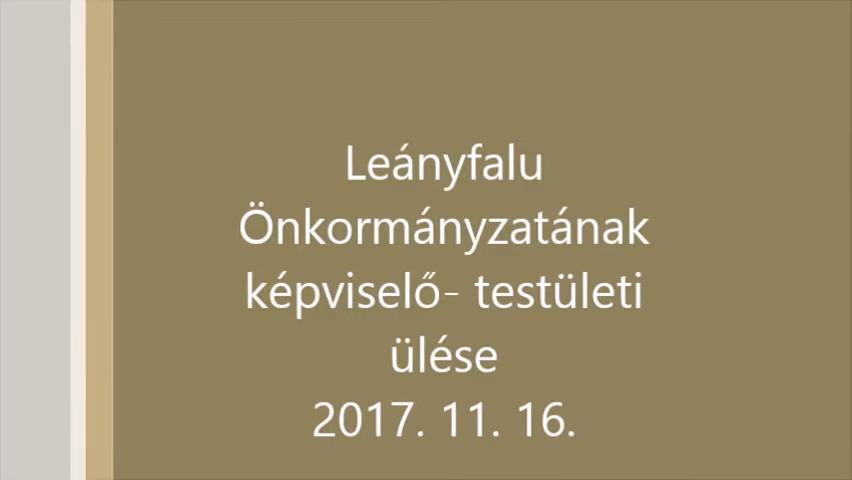 Leányfalu
Önkormányzatának
képviselő- testületi
ülése
2017. 11. 16.